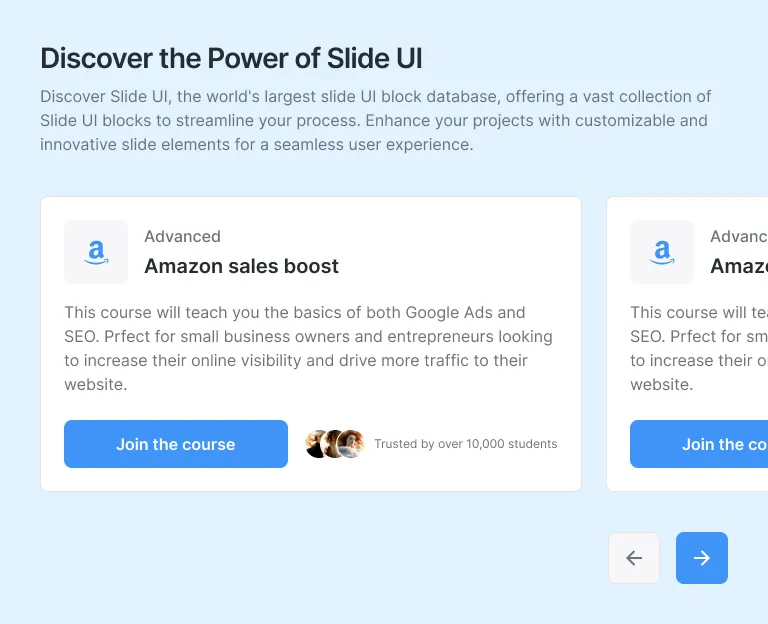 Discover the Power of Slide UI
Discover Slide UI, the world's largest slide UI block database, offering a vast collection of
Slide UI blocks to streamline your process. Enhance your projects with customizable and
innovative slide elements for a seamless user experience.
Advanced
Amazon sales boost
This course will teach you the basics of both Google Ads and
SEO. Prfect for small business owners and entrepreneurs looking
to increase their online visibility and drive more traffic to their
website.
Join the course
Trusted by over 10,000 students
Advanc
Amazo
This course will tea
SEO. Prfect for sm
to increase their o
website.
Join the co